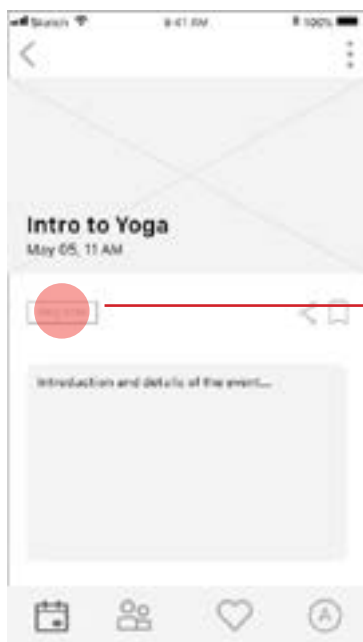 Sketch 9:41 AM 100%
Intro to Yoga
May 05, 11 AM
Introduction and details of the event...
A